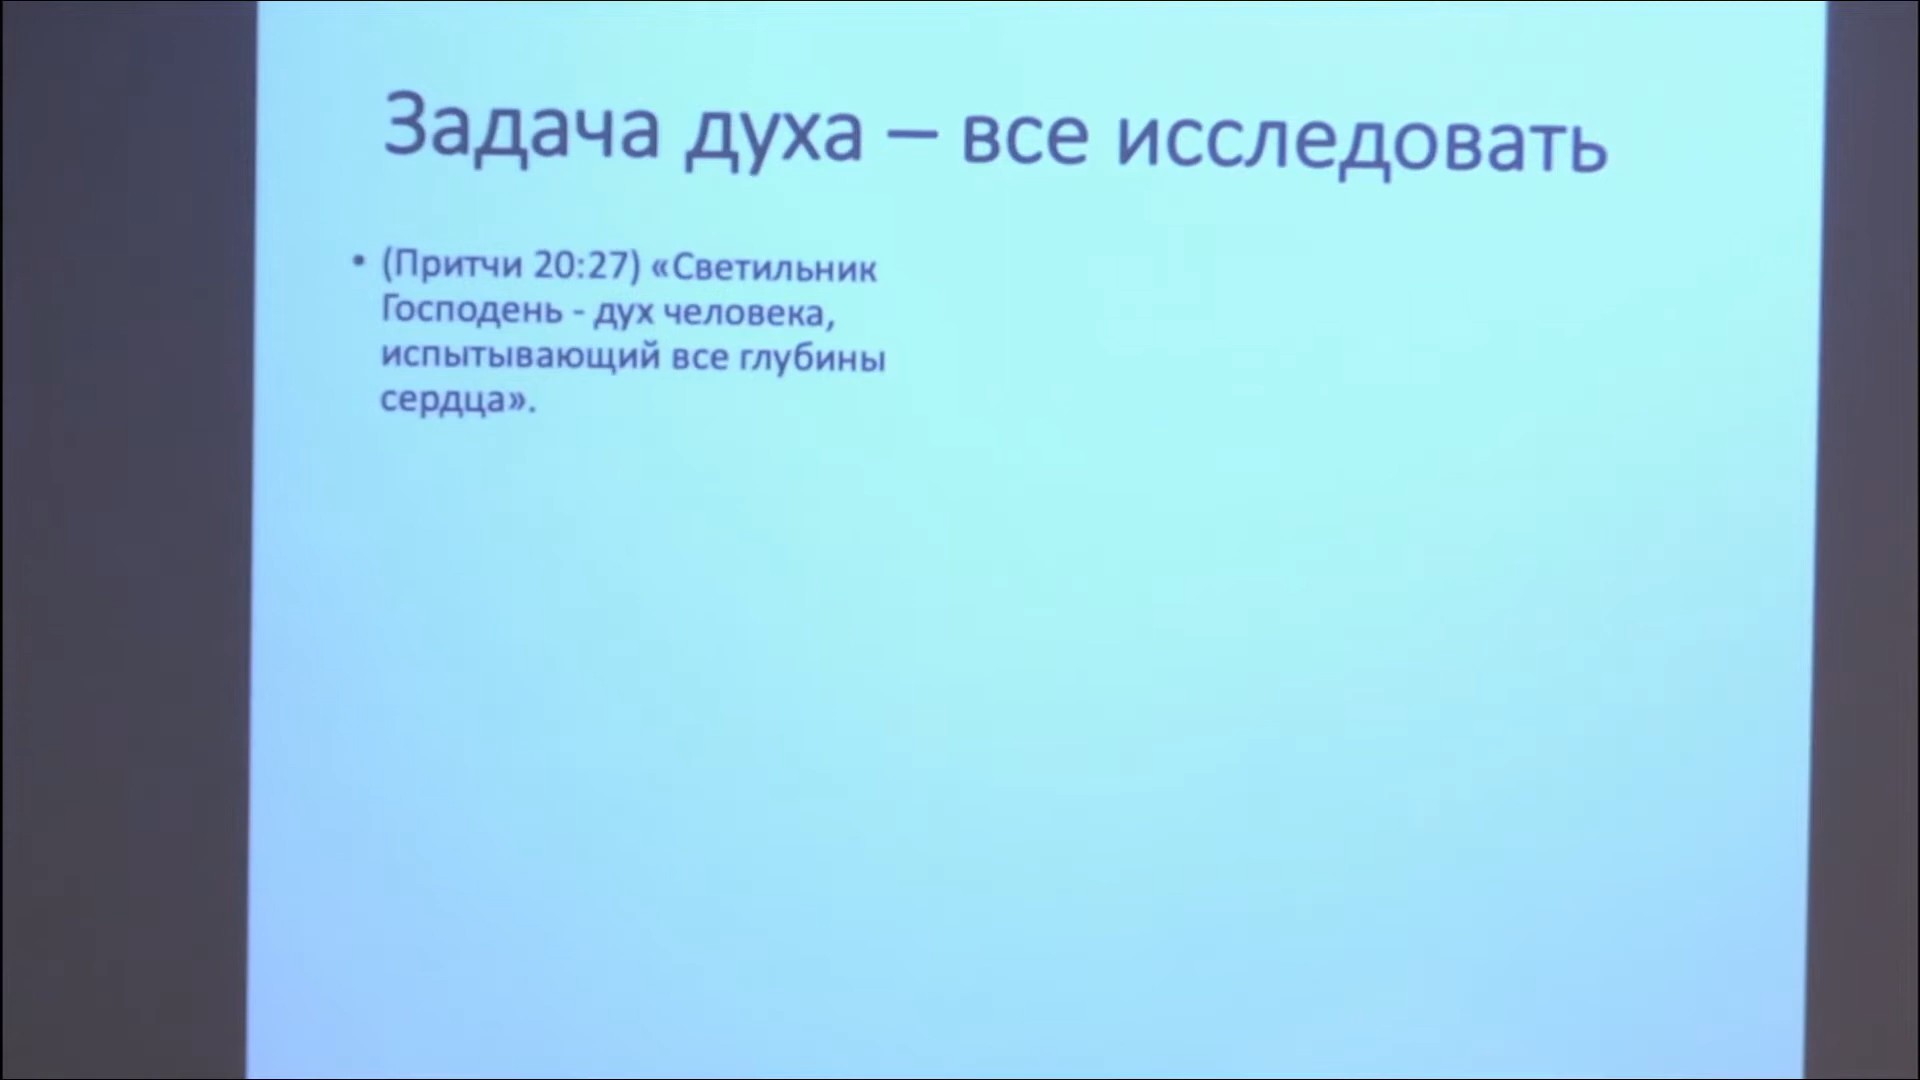 Задача духа – все исследовать
• (Притчи 20:27) «Светильник
Господень - дух человека,
испытывающий все глубины
сердца».